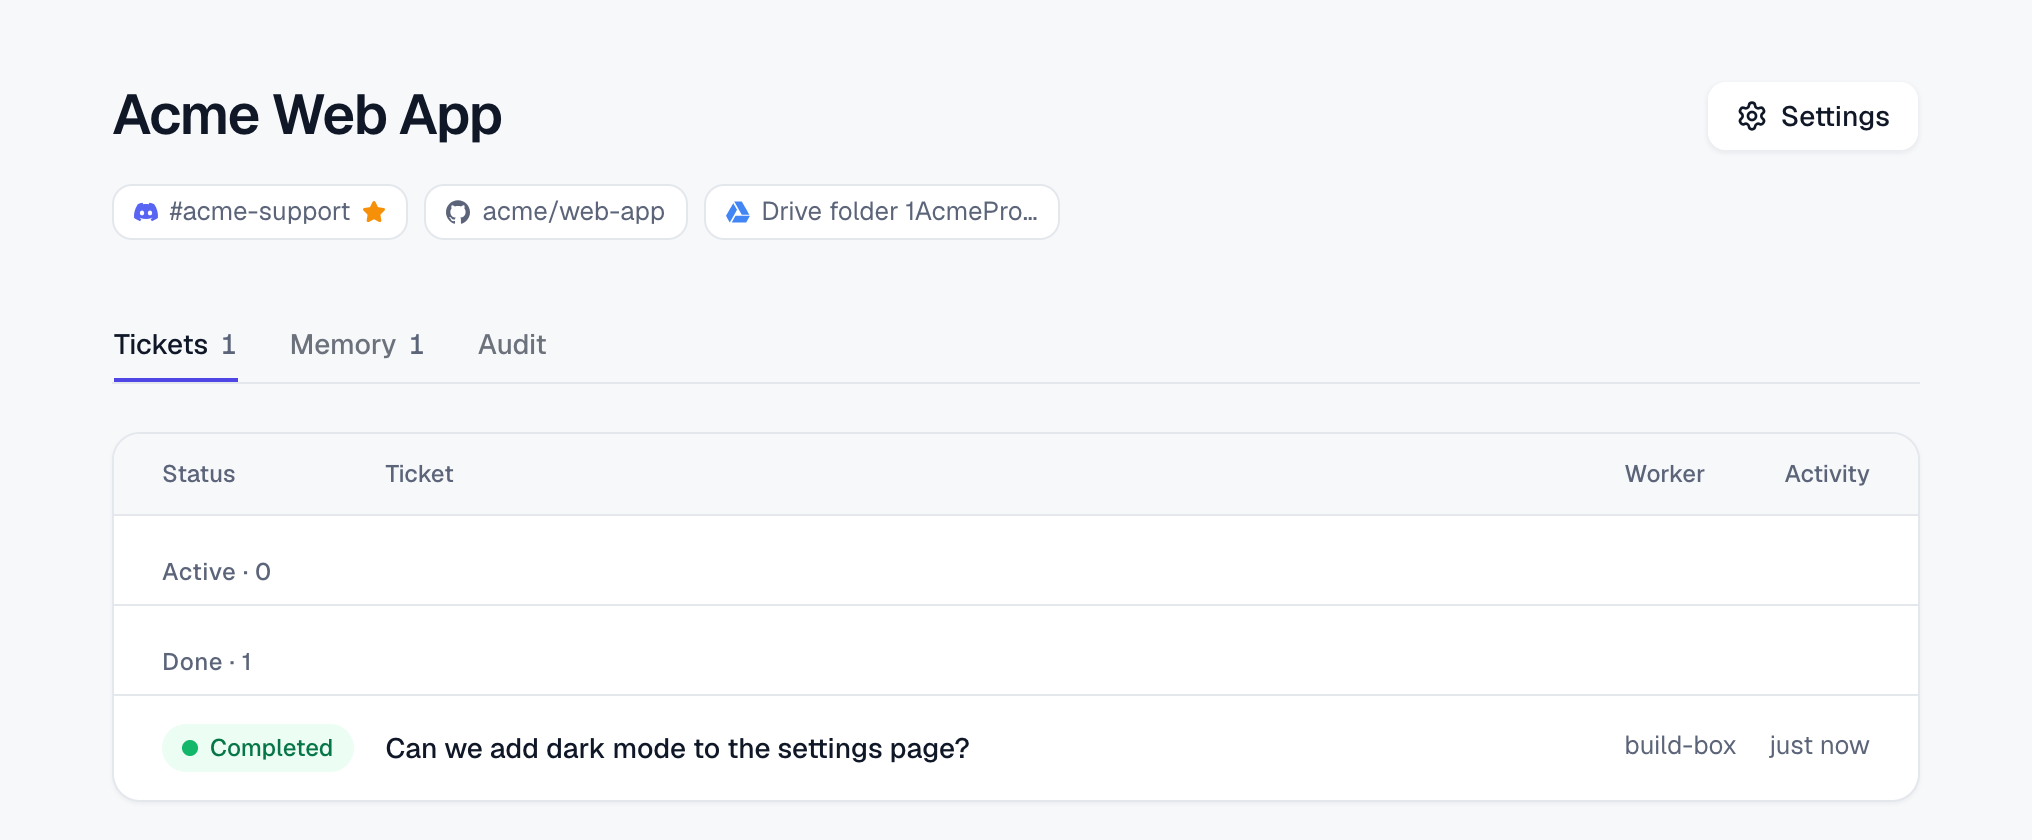 Acme Web App
Settings
#acme-support
acme/web-app
Drive folder 1AcmePro...
Tickets 1
Memory 1
Audit
Status Ticket Worker Activity
Active · 0
Done · 1
Completed Can we add dark mode to the settings page? build-box just now